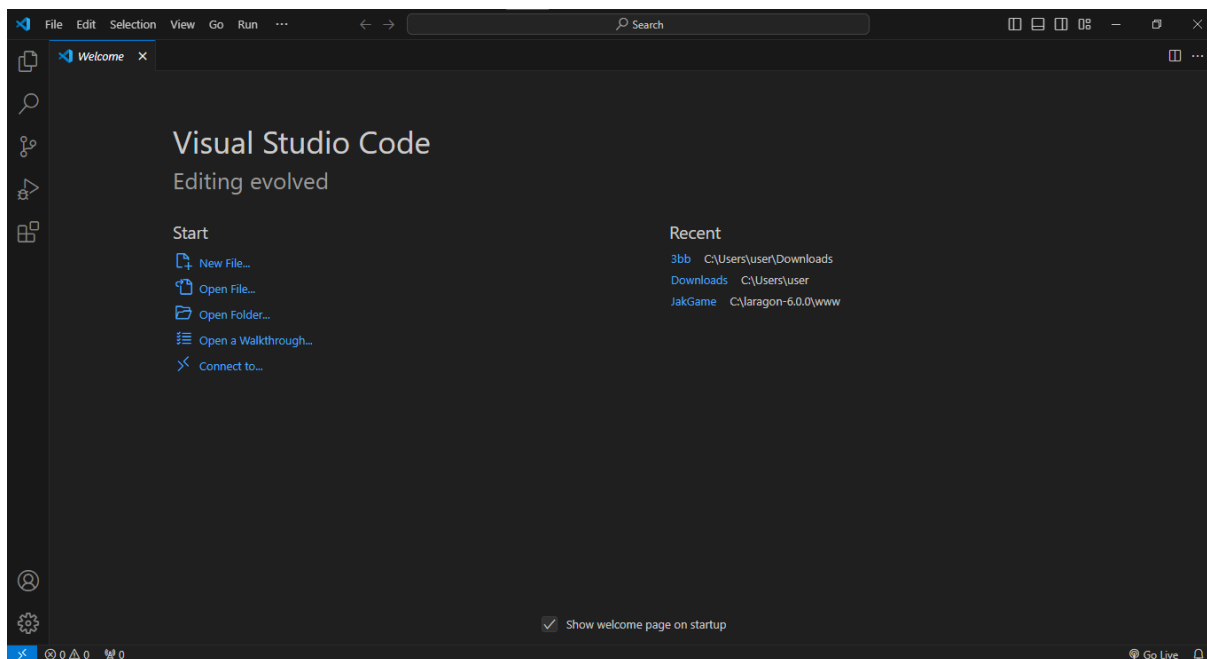 File Edit Selection View Go Run ··· Search
Welcome
Visual Studio Code
Editing evolved
Start
New File...
Open File...
Open Folder...
Open a Walkthrough...
Connect to...
Recent
3bb C:\Users\user\Downloads
Downloads C:\Users\user
JakGame C:\laragon-6.0.0\www
Show welcome page on startup
0 0 0 Go Live